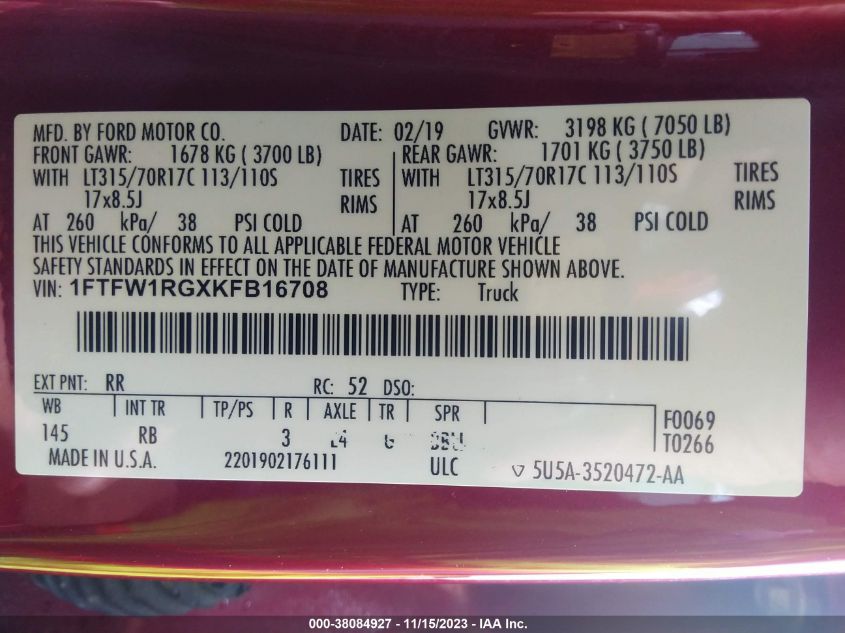 MFD. BY FORD MOTOR CO. DATE: 02/19 GVWR: 3198 KG ( 7050 LB)
FRONT GAWR: 1678 KG ( 3700 LB) REAR GAWR: 1701 KG ( 3750 LB)
WITH LT315/70R17C 113/110S TIRES WITH LT315/70R17C 113/110S TIRES
17x8.5J RIMS 17x8.5J RIMS
AT 260 kPa/ 38 PSI COLD AT 260 kPa/ 38 PSI COLD
THIS VEHICLE CONFORMS TO ALL APPLICABLE FEDERAL MOTOR VEHICLE
SAFETY STANDARDS IN EFFECT ON THE DATE OF MANUFACTURE SHOWN ABOVE.
VIN: 1FTFW1RGXKFB16708 TYPE: Truck
EXT PNT: RR RC: 52 DSO:
WB INT TR TP/PS R AXLE TR SPR F0069
145 RB 3 T0266
MADE IN U.S.A. 2201902176111 ULC 5U5A-3520472-AA
000-38084927 - 11/15/2023 - IAA Inc.